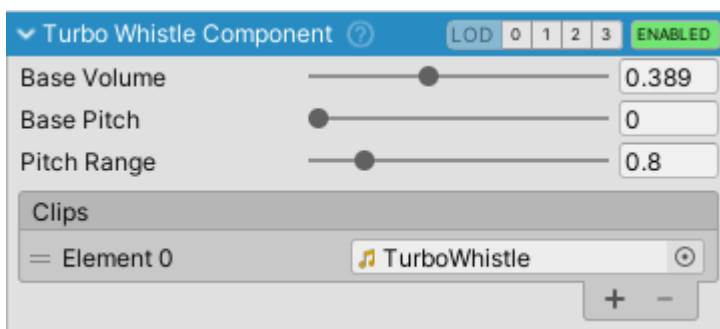 Turbo Whistle Component ? LOD 0 1 2 3 ENABLED
Base Volume 0.389
Base Pitch 0
Pitch Range 0.8
Clips
Element 0 TurboWhistle
+ −